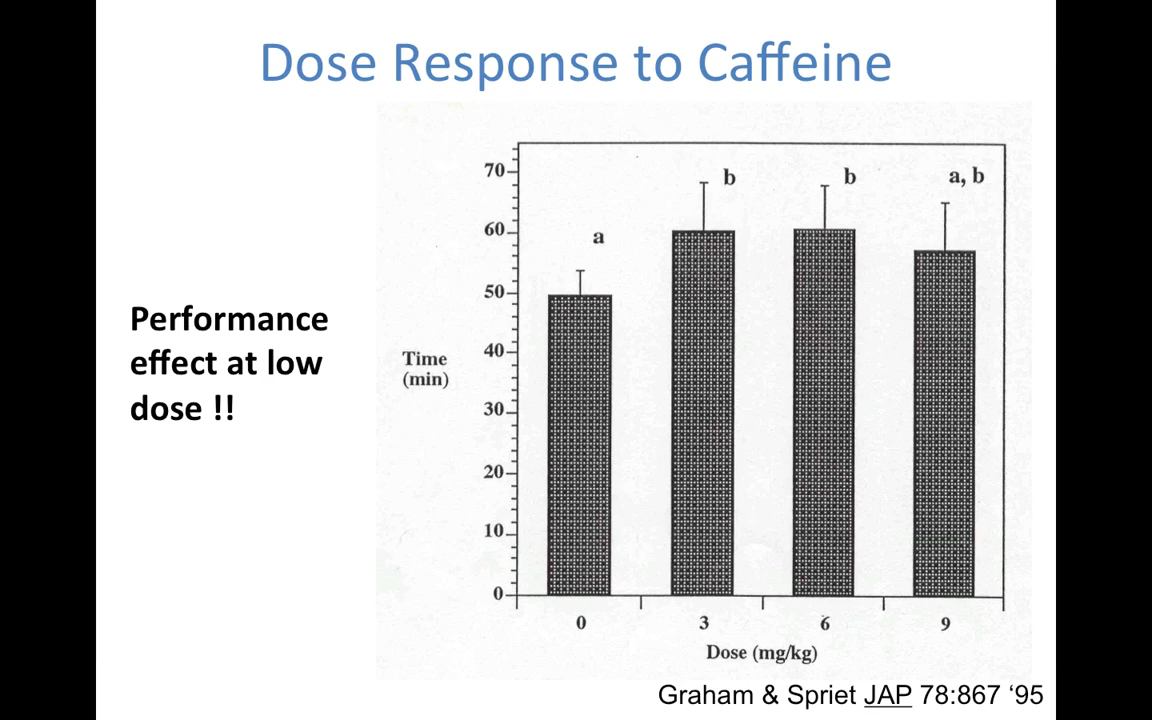 Dose Response to Caffeine
Performance
effect at low
dose !!
Time
(min)
70
60
50
40
30
20
10
0
a
b
b
a, b
0 3 6 9
Dose (mg/kg)
Graham & Spriet JAP 78:867 ‘95